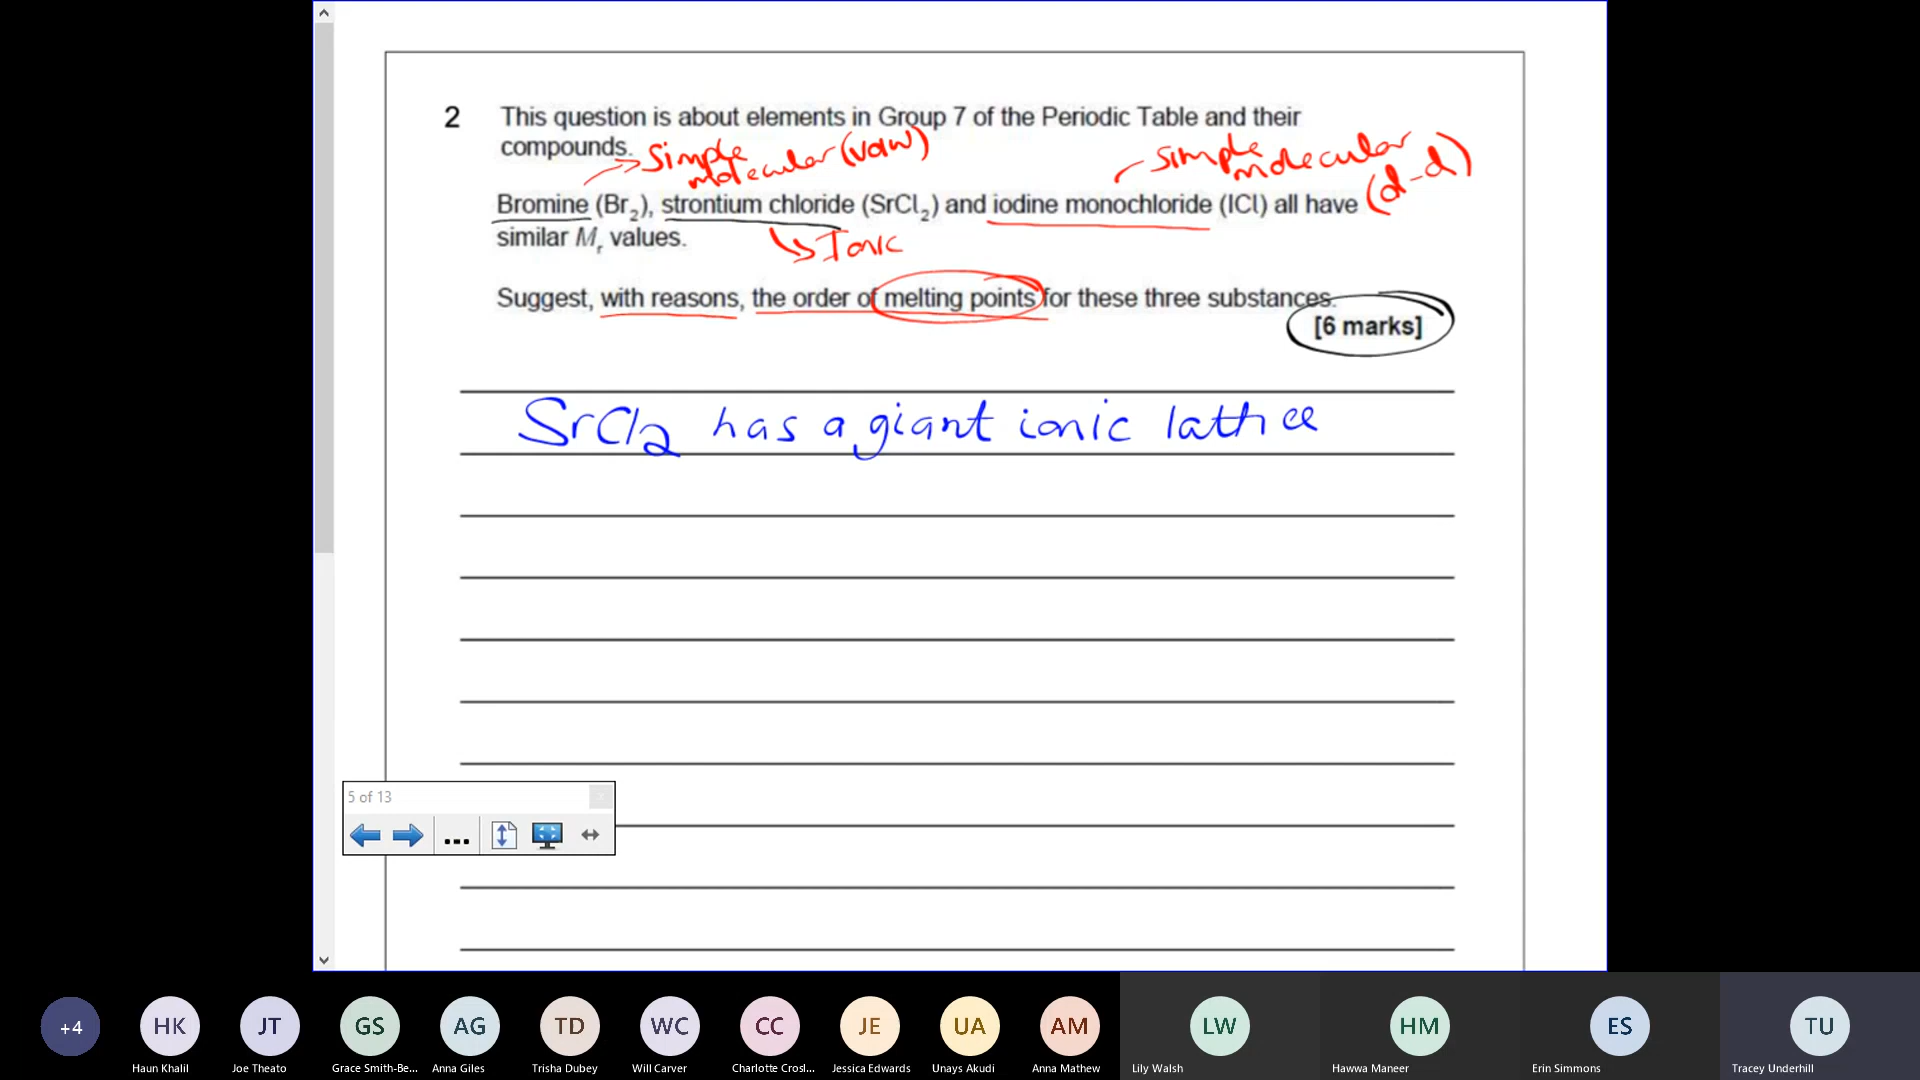 2 This question is about elements in Group 7 of the Periodic Table and their
compounds.
simple
molecular (vdw)
simple
molecular
(d-d)
Bromine (Br₂), strontium chloride (SrCl₂) and iodine monochloride (ICl) all have
similar Mᵣ values.
Ionic
Suggest, with reasons, the order of melting points for these three substances.
[6 marks]
SrCl₂ has a giant ionic lattice
5 of 13
...
+4 HK JT GS AG TD WC CC JE UA AM LW HM ES TU
Haun Khalil Joe Theato Grace Smith-Be... Anna Giles Trisha Dubey Will Carver Charlotte Crosl... Jessica Edwards Unays Akudi Anna Mathew Lily Walsh Hawwa Maneer Erin Simmons Tracey Underhill